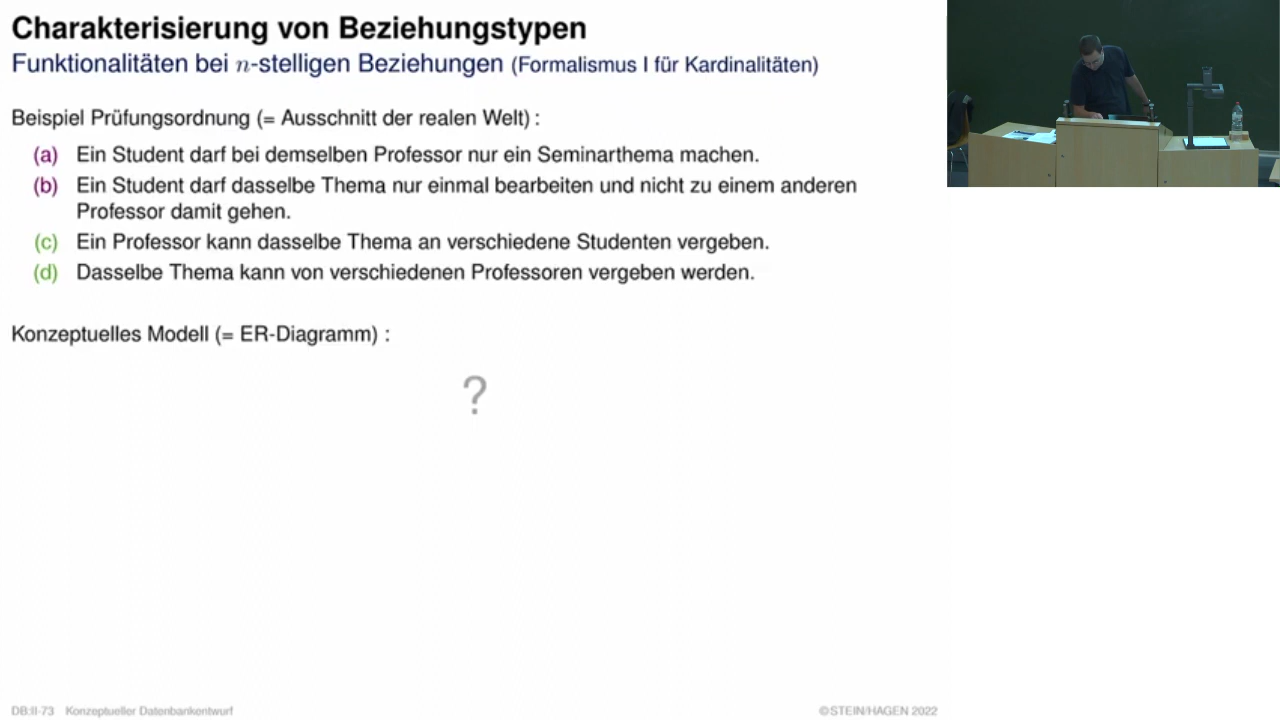 Charakterisierung von Beziehungstypen
Funktionalitäten bei n-stelligen Beziehungen (Formalismus I für Kardinalitäten)
Beispiel Prüfungsordnung (= Ausschnitt der realen Welt) :
(a) Ein Student darf bei demselben Professor nur ein Seminarthema machen.
(b) Ein Student darf dasselbe Thema nur einmal bearbeiten und nicht zu einem anderen
Professor damit gehen.
(c) Ein Professor kann dasselbe Thema an verschiedene Studenten vergeben.
(d) Dasselbe Thema kann von verschiedenen Professoren vergeben werden.
Konzeptuelles Modell (= ER-Diagramm) :
?
DB:II-73 Konzeptueller Datenbankentwurf
©STEIN/HAGEN 2022